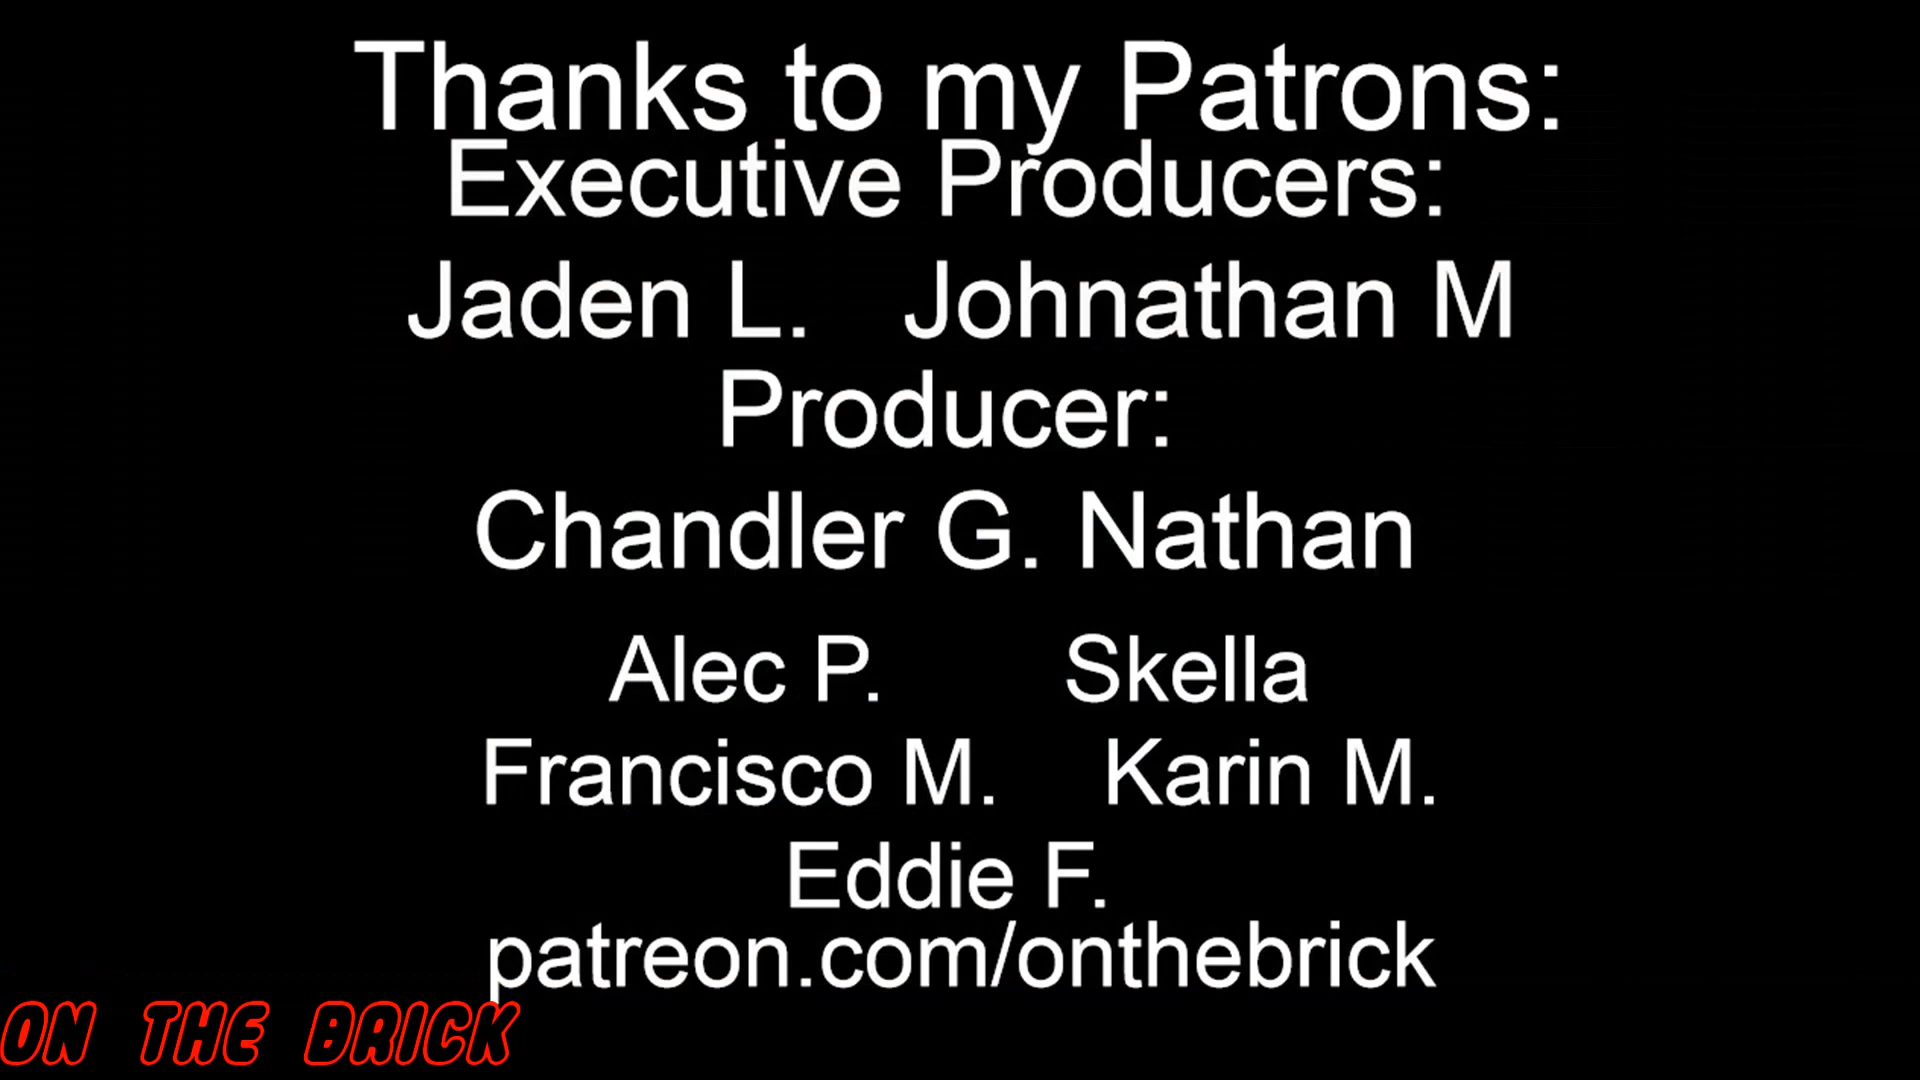 Thanks to my Patrons:
Executive Producers:
Jaden L. Johnathan M
Producer:
Chandler G. Nathan
Alec P. Skella
Francisco M. Karin M.
Eddie F.
patreon.com/onthebrick
ON THE BRICK